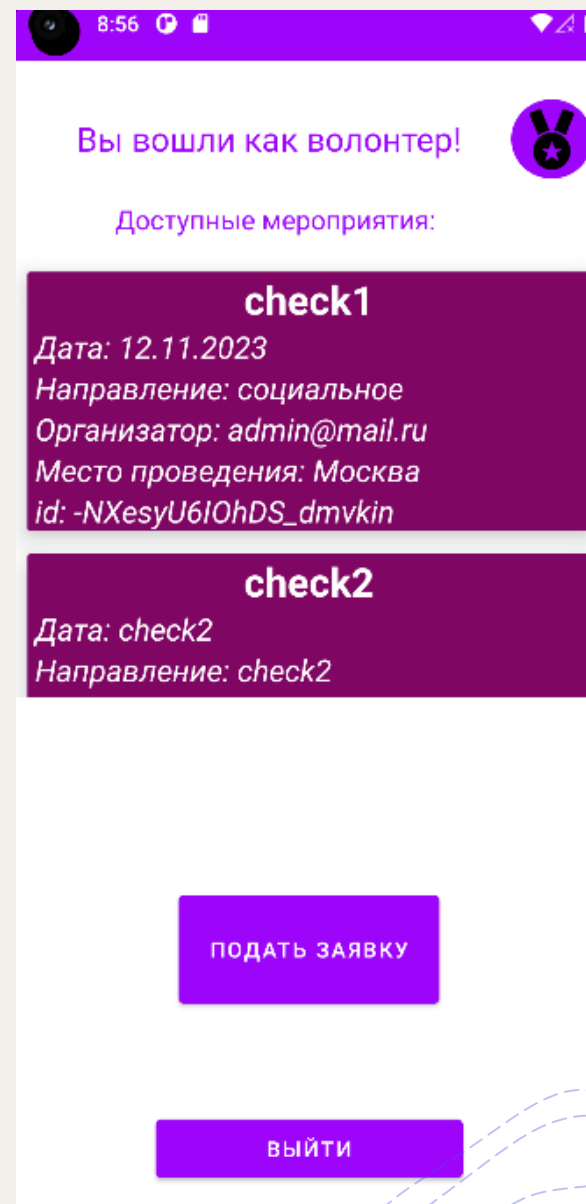 8:56
Вы вошли как волонтер!
Доступные мероприятия:
check1
Дата: 12.11.2023
Направление: социальное
Организатор: admin@mail.ru
Место проведения: Москва
id: -NXesyU6IOhDS_dmvkin
check2
Дата: check2
Направление: check2
ПОДАТЬ ЗАЯВКУ
ВЫЙТИ